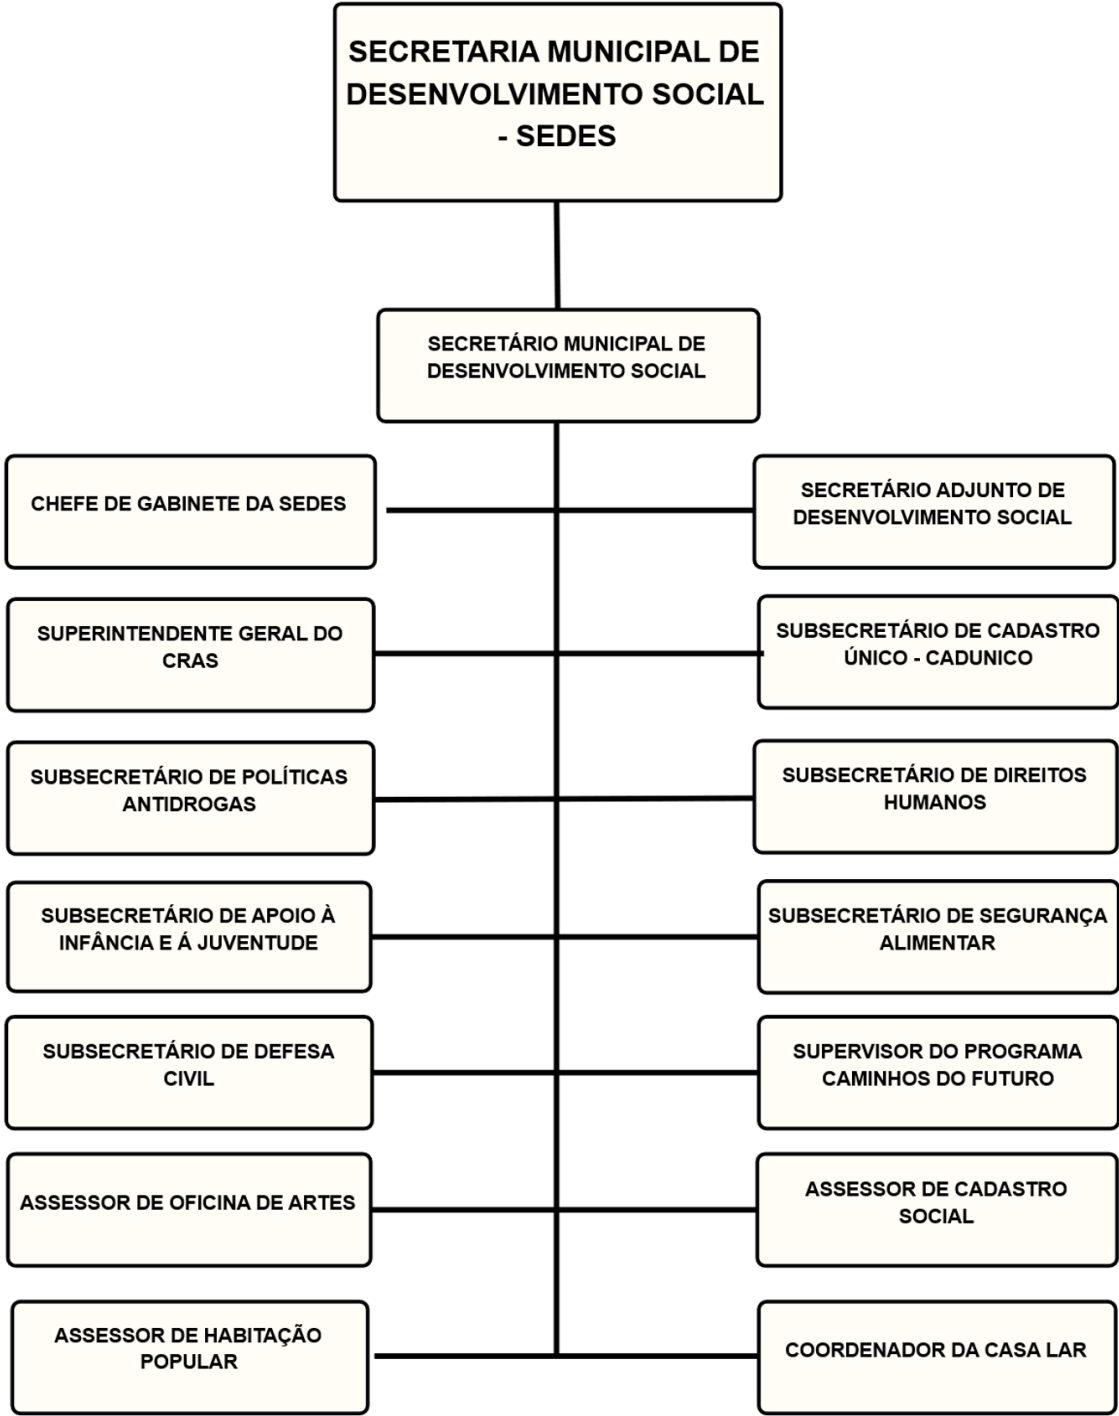 SECRETARIA MUNICIPAL DE
DESENVOLVIMENTO SOCIAL
- SEDES
SECRETÁRIO MUNICIPAL DE
DESENVOLVIMENTO SOCIAL
CHEFE DE GABINETE DA SEDES
SECRETÁRIO ADJUNTO DE
DESENVOLVIMENTO SOCIAL
SUPERINTENDENTE GERAL DO
CRAS
SUBSECRETÁRIO DE CADASTRO
ÚNICO - CADUNICO
SUBSECRETÁRIO DE POLÍTICAS
ANTIDROGAS
SUBSECRETÁRIO DE DIREITOS
HUMANOS
SUBSECRETÁRIO DE APOIO À
INFÂNCIA E Á JUVENTUDE
SUBSECRETÁRIO DE SEGURANÇA
ALIMENTAR
SUBSECRETÁRIO DE DEFESA
CIVIL
SUPERVISOR DO PROGRAMA
CAMINHOS DO FUTURO
ASSESSOR DE OFICINA DE ARTES
ASSESSOR DE CADASTRO
SOCIAL
ASSESSOR DE HABITAÇÃO
POPULAR
COORDENADOR DA CASA LAR